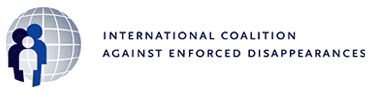 INTERNATIONAL COALITION
AGAINST ENFORCED DISAPPEARANCES